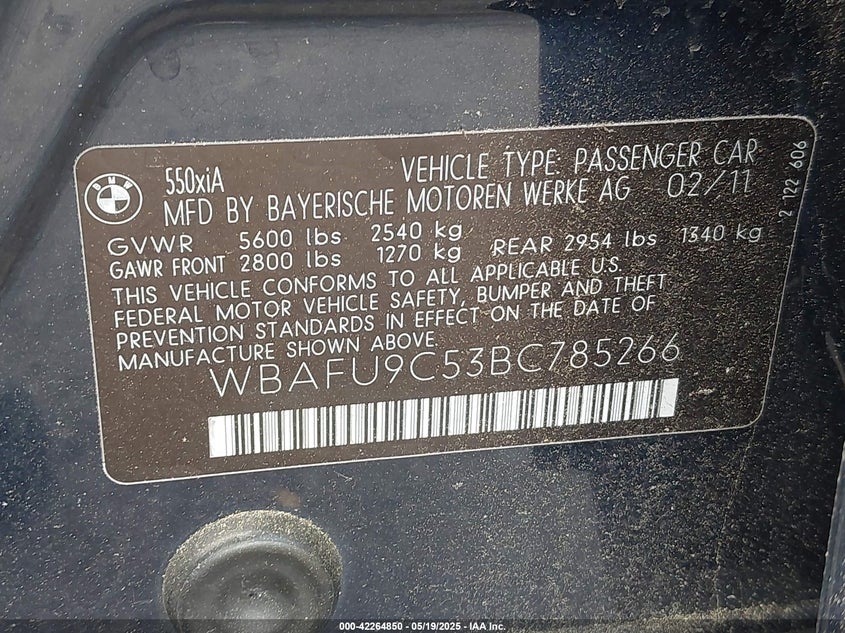 BMW
550xiA
VEHICLE TYPE: PASSENGER CAR
MFD BY BAYERISCHE MOTOREN WERKE AG 02/11
GVWR 5600 lbs 2540 kg
GAWR FRONT 2800 lbs 1270 kg REAR 2954 lbs 1340 kg
THIS VEHICLE CONFORMS TO ALL APPLICABLE U.S.
FEDERAL MOTOR VEHICLE SAFETY, BUMPER AND THEFT
PREVENTION STANDARDS IN EFFECT ON THE DATE OF
MANUFACTURE SHOWN ABOVE.
WBAFU9C53BC785266
2 122 606
000-42264850 - 05/19/2025 - IAA Inc.